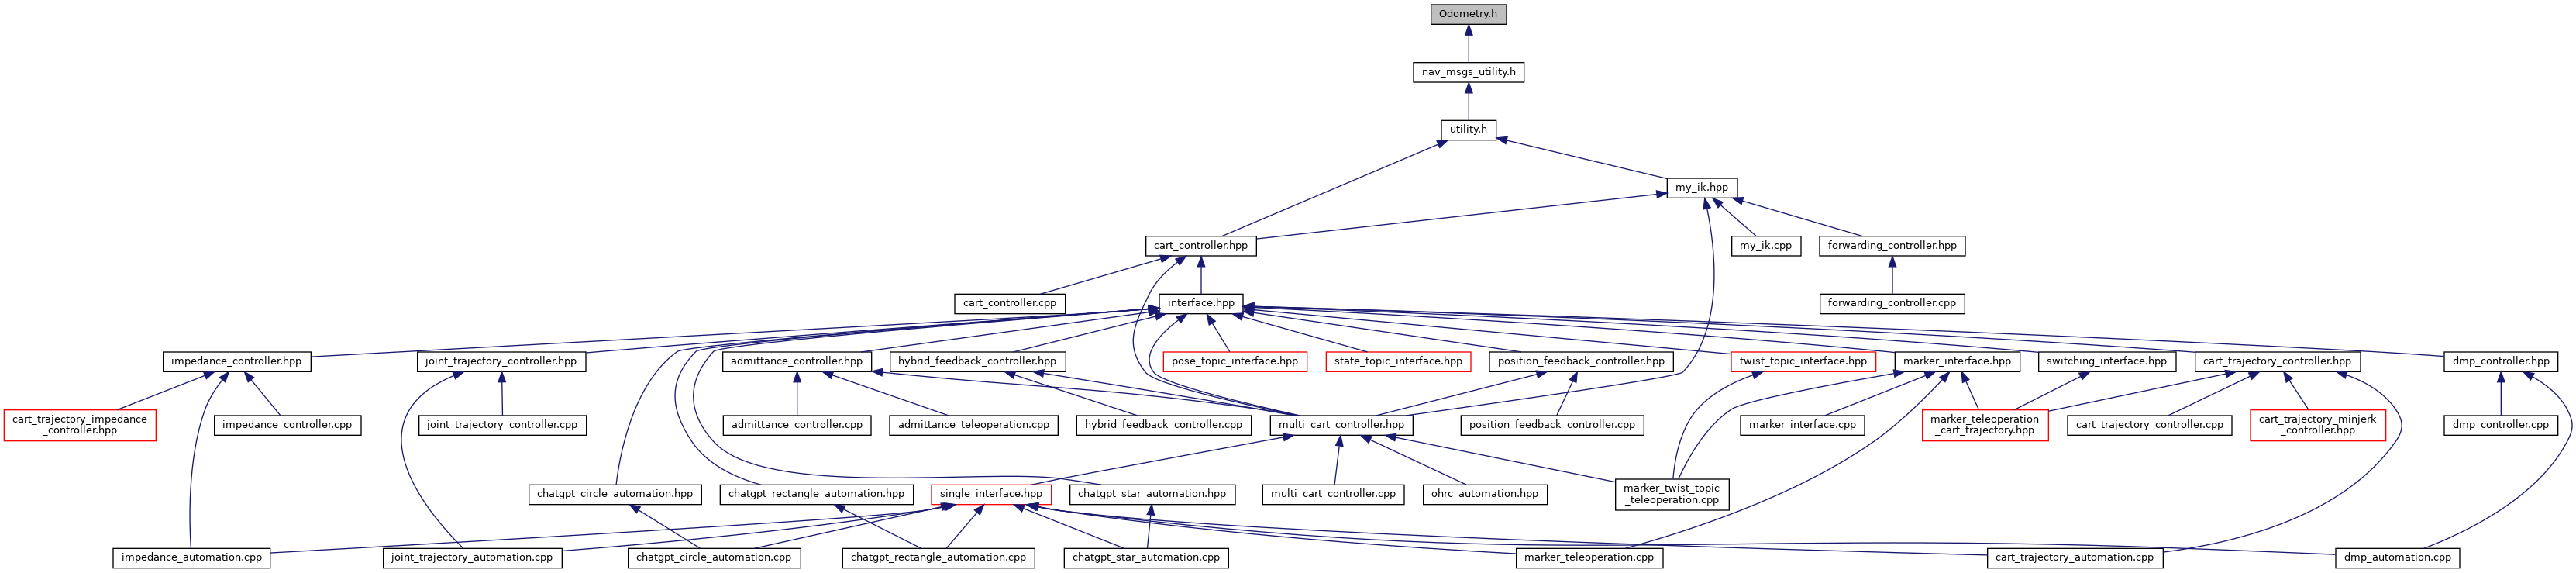 Odometry.h
nav_msgs_utility.h
utility.h
my_ik.hpp
cart_controller.hpp
my_ik.cpp
forwarding_controller.hpp
cart_controller.cpp
interface.hpp
forwarding_controller.cpp
impedance_controller.hpp
joint_trajectory_controller.hpp
admittance_controller.hpp
hybrid_feedback_controller.hpp
pose_topic_interface.hpp
state_topic_interface.hpp
position_feedback_controller.hpp
twist_topic_interface.hpp
marker_interface.hpp
switching_interface.hpp
cart_trajectory_controller.hpp
dmp_controller.hpp
cart_trajectory_impedance
_controller.hpp
impedance_controller.cpp
joint_trajectory_controller.cpp
admittance_controller.cpp
admittance_teleoperation.cpp
hybrid_feedback_controller.cpp
multi_cart_controller.hpp
position_feedback_controller.cpp
marker_interface.cpp
marker_teleoperation
_cart_trajectory.hpp
cart_trajectory_controller.cpp
cart_trajectory_minjerk
_controller.hpp
dmp_controller.cpp
chatgpt_circle_automation.hpp
chatgpt_rectangle_automation.hpp
single_interface.hpp
chatgpt_star_automation.hpp
multi_cart_controller.cpp
ohrc_automation.hpp
marker_twist_topic
_teleoperation.cpp
impedance_automation.cpp
joint_trajectory_automation.cpp
chatgpt_circle_automation.cpp
chatgpt_rectangle_automation.cpp
chatgpt_star_automation.cpp
marker_teleoperation.cpp
cart_trajectory_automation.cpp
dmp_automation.cpp